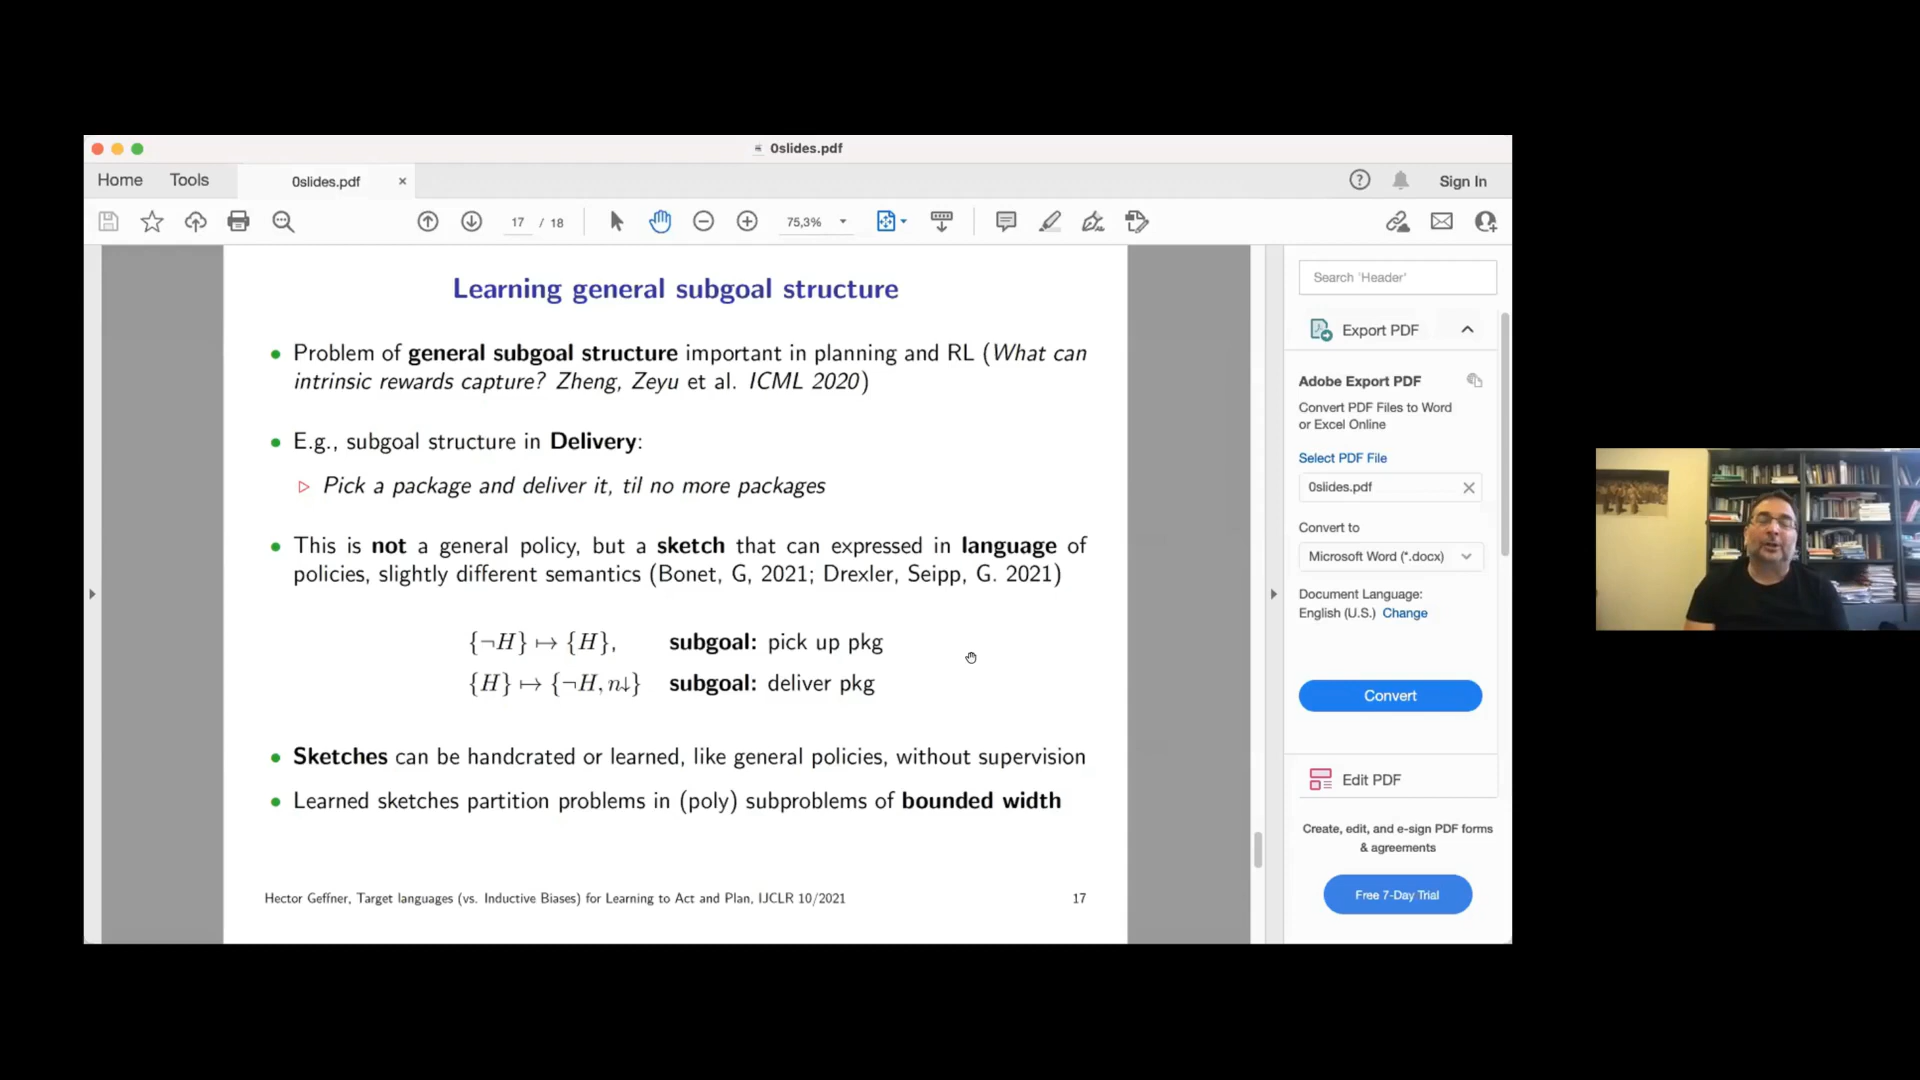 0slides.pdf
Home
Tools
0slides.pdf
Sign In
17 / 18
75,3%
Learning general subgoal structure
• Problem of general subgoal structure important in planning and RL (What can
intrinsic rewards capture? Zheng, Zeyu et al. ICML 2020)
• E.g., subgoal structure in Delivery:
▷ Pick a package and deliver it, til no more packages
• This is not a general policy, but a sketch that can expressed in language of
policies, slightly different semantics (Bonet, G, 2021; Drexler, Seipp, G. 2021)
{¬H} ↦ {H}, subgoal: pick up pkg
{H} ↦ {¬H, n↓} subgoal: deliver pkg
• Sketches can be handcrated or learned, like general policies, without supervision
• Learned sketches partition problems in (poly) subproblems of bounded width
Hector Geffner, Target languages (vs. Inductive Biases) for Learning to Act and Plan, IJCLR 10/2021 17
Search 'Header'
Export PDF
Adobe Export PDF
Convert PDF Files to Word
or Excel Online
Select PDF File
0slides.pdf
Convert to
Microsoft Word (*.docx)
Document Language:
English (U.S.) Change
Convert
Edit PDF
Create, edit, and e-sign PDF forms
& agreements
Free 7-Day Trial